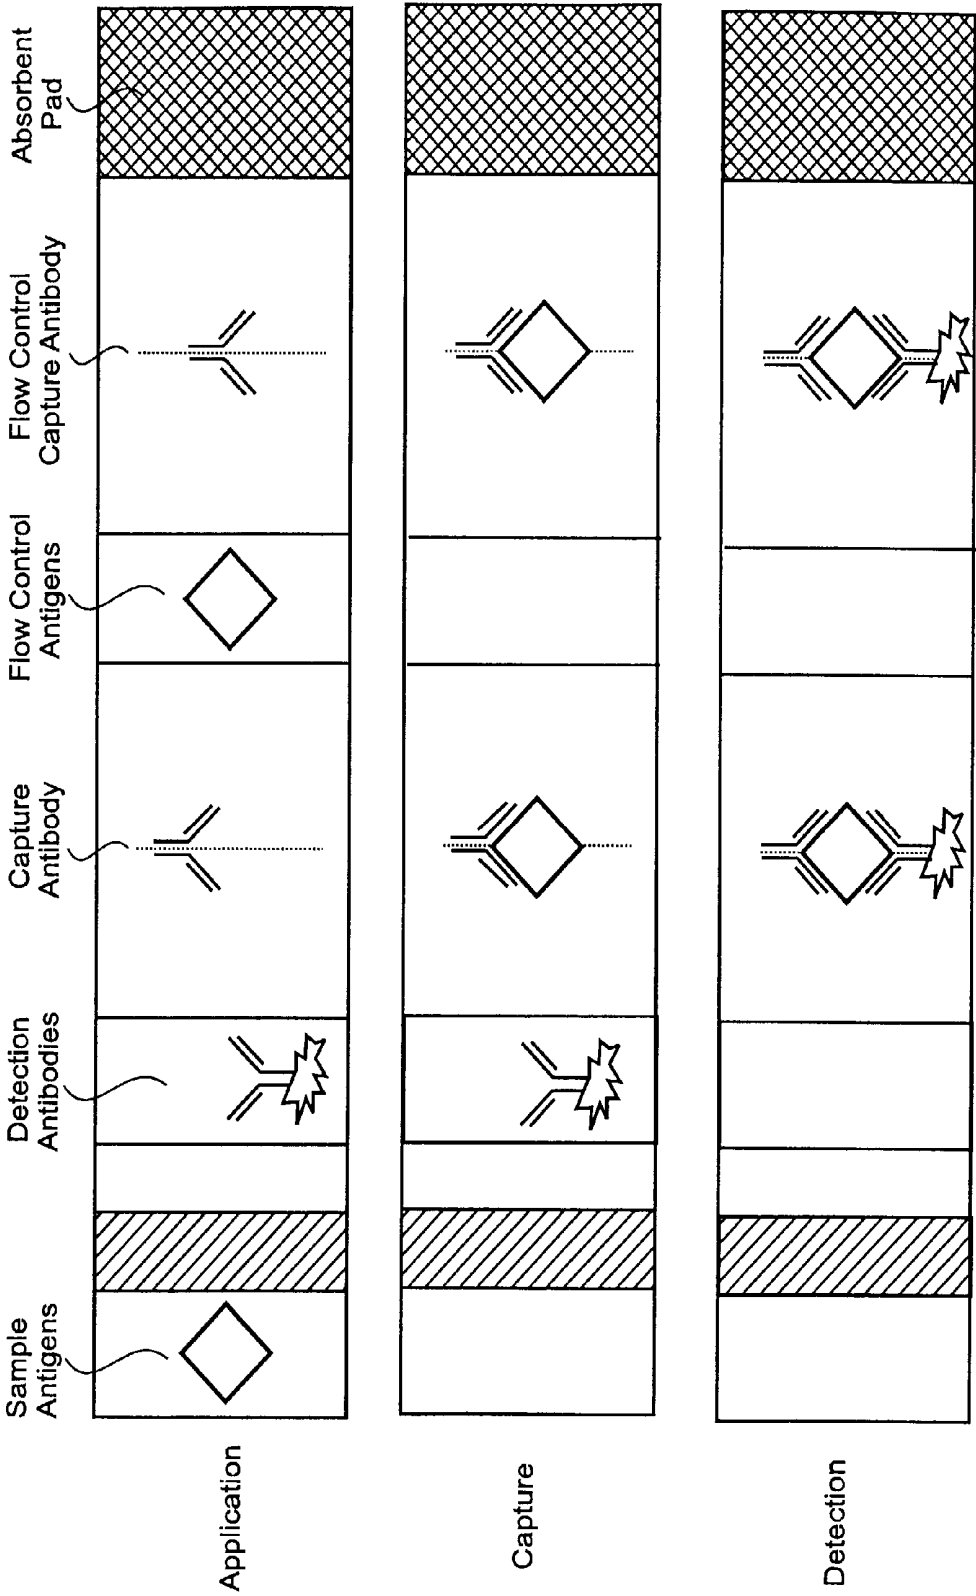 Sample
Antigens
Detection
Antibodies
Capture
Antibody
Flow Control
Antigens
Flow Control
Capture Antibody
Absorbent
Pad
Application
Capture
Detection